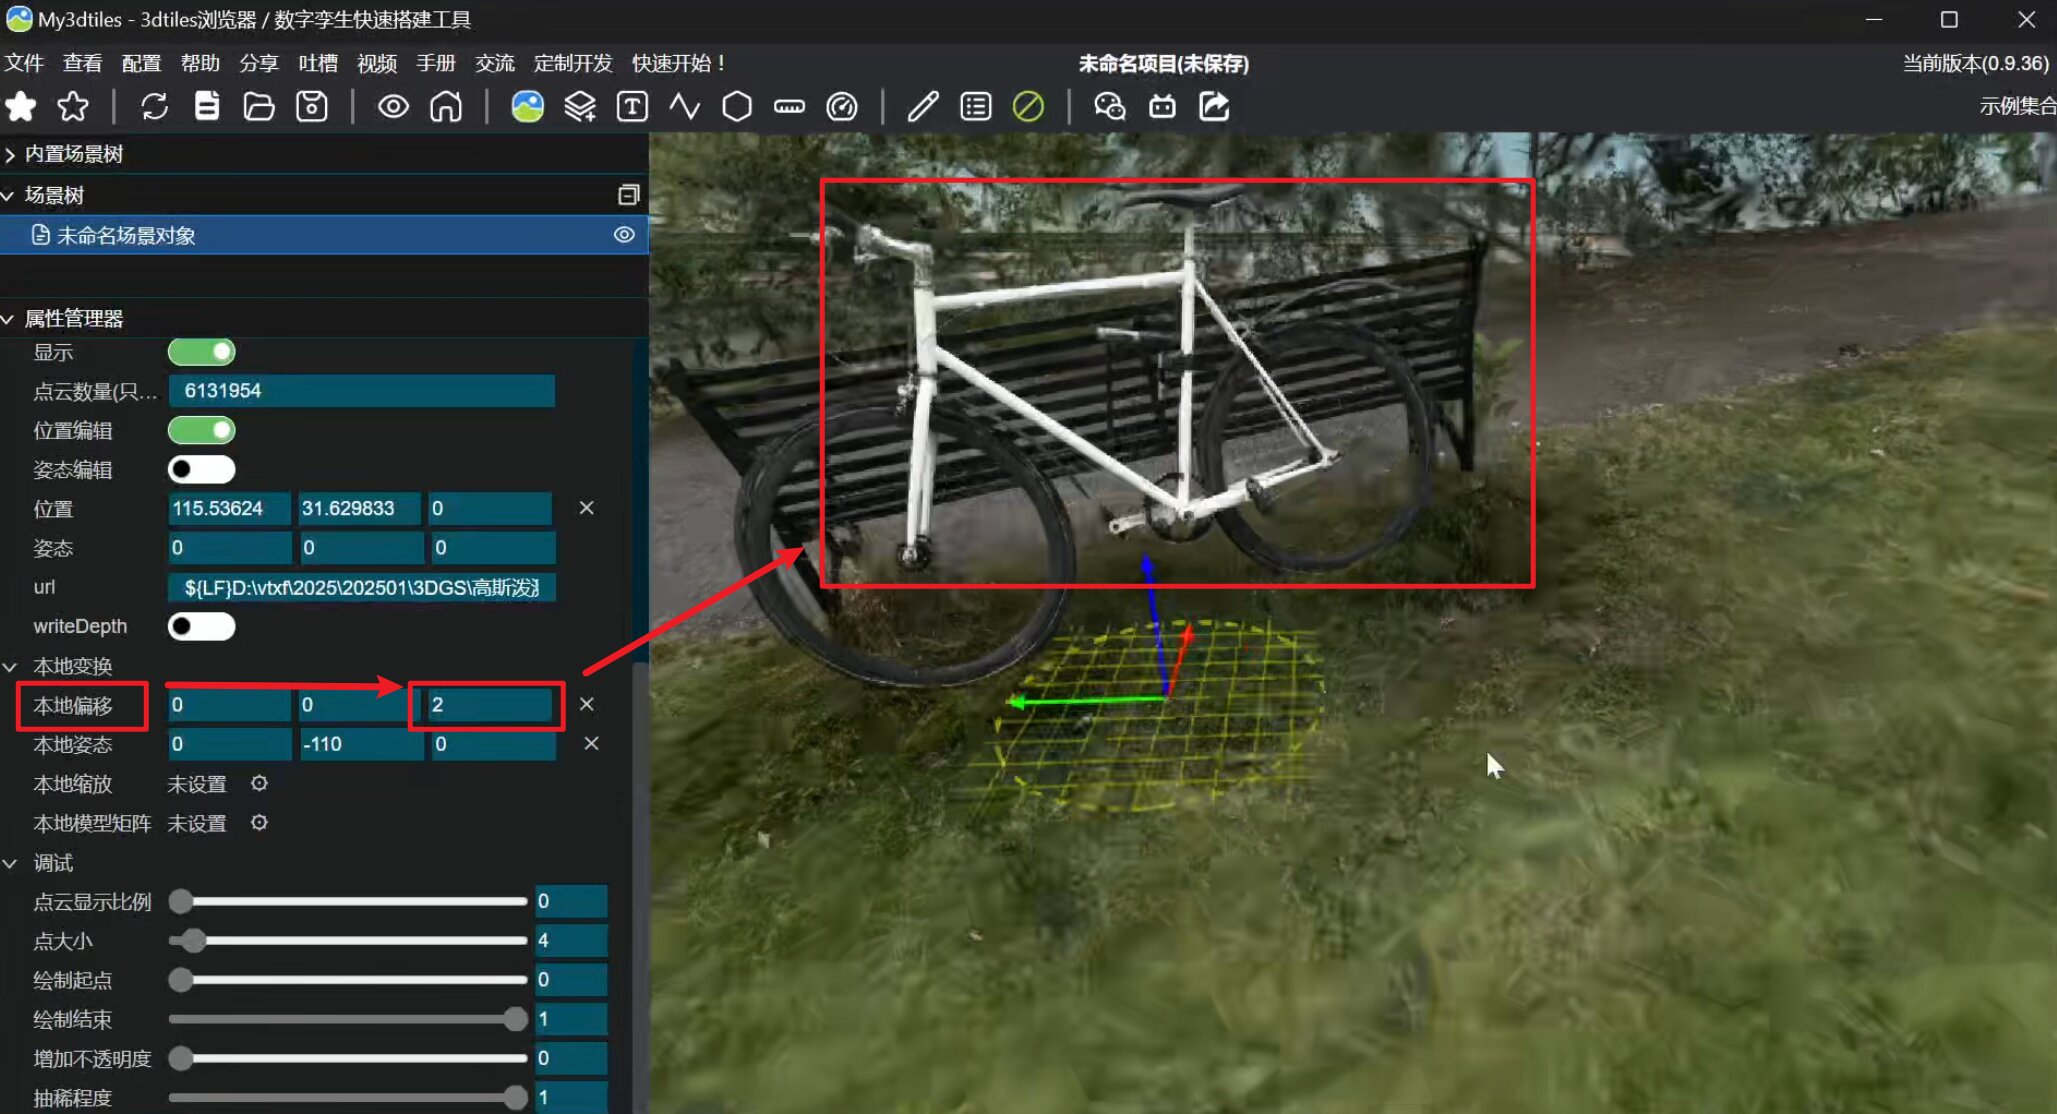 My3dtiles - 3dtiles浏览器 / 数字孪生快速搭建工具
文件 查看 配置 帮助 分享 吐槽 视频 手册 交流 定制开发 快速开始！ 未命名项目(未保存) 当前版本(0.9.36)
示例集合
内置场景树
场景树
未命名场景对象
属性管理器
显示
点云数量(只... 6131954
位置编辑
姿态编辑
位置 115.53624 31.629833 0
姿态 0 0 0
url ${LF}D:\vtxf\2025\202501\3DGS\高斯泼溅
writeDepth
本地变换
本地偏移 0 0 2
本地姿态 0 -110 0
本地缩放 未设置
本地模型矩阵 未设置
调试
点云显示比例 0
点大小 4
绘制起点 0
绘制结束 1
增加不透明度 0
抽稀程度 1